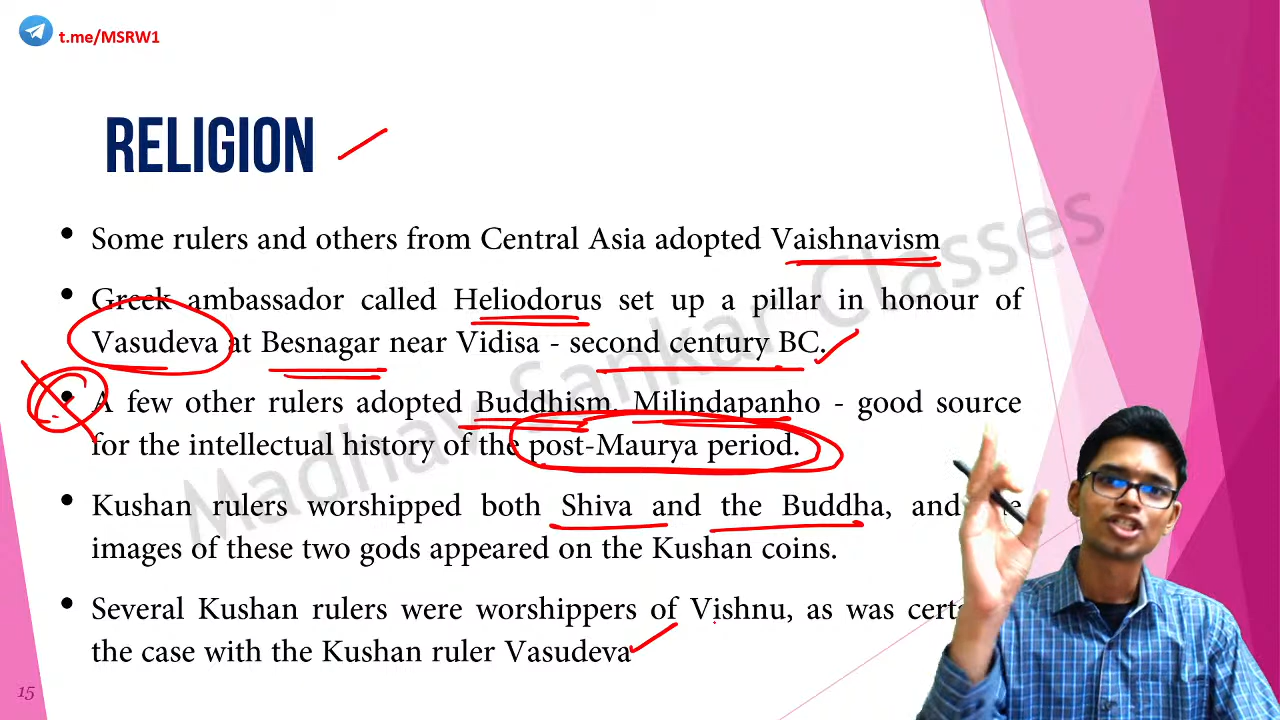 t.me/MSRW1
RELIGION
• Some rulers and others from Central Asia adopted Vaishnavism
• Greek ambassador called Heliodorus set up a pillar in honour of
Vasudeva at Besnagar near Vidisa - second century BC.
• A few other rulers adopted Buddhism. Milindapanho - good source
for the intellectual history of the post-Maurya period.
• Kushan rulers worshipped both Shiva and the Buddha, and
images of these two gods appeared on the Kushan coins.
• Several Kushan rulers were worshippers of Vishnu, as was
the case with the Kushan ruler Vasudeva
Madhav Sankar Classes
15